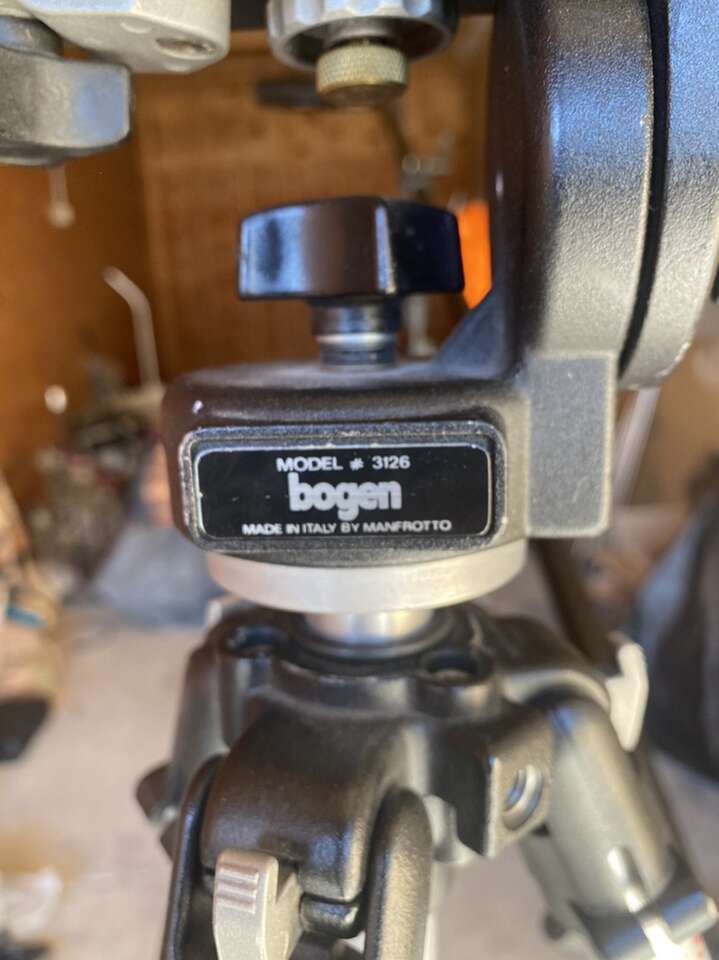 MODEL # 3126
bogen
MADE IN ITALY BY MANFROTTO